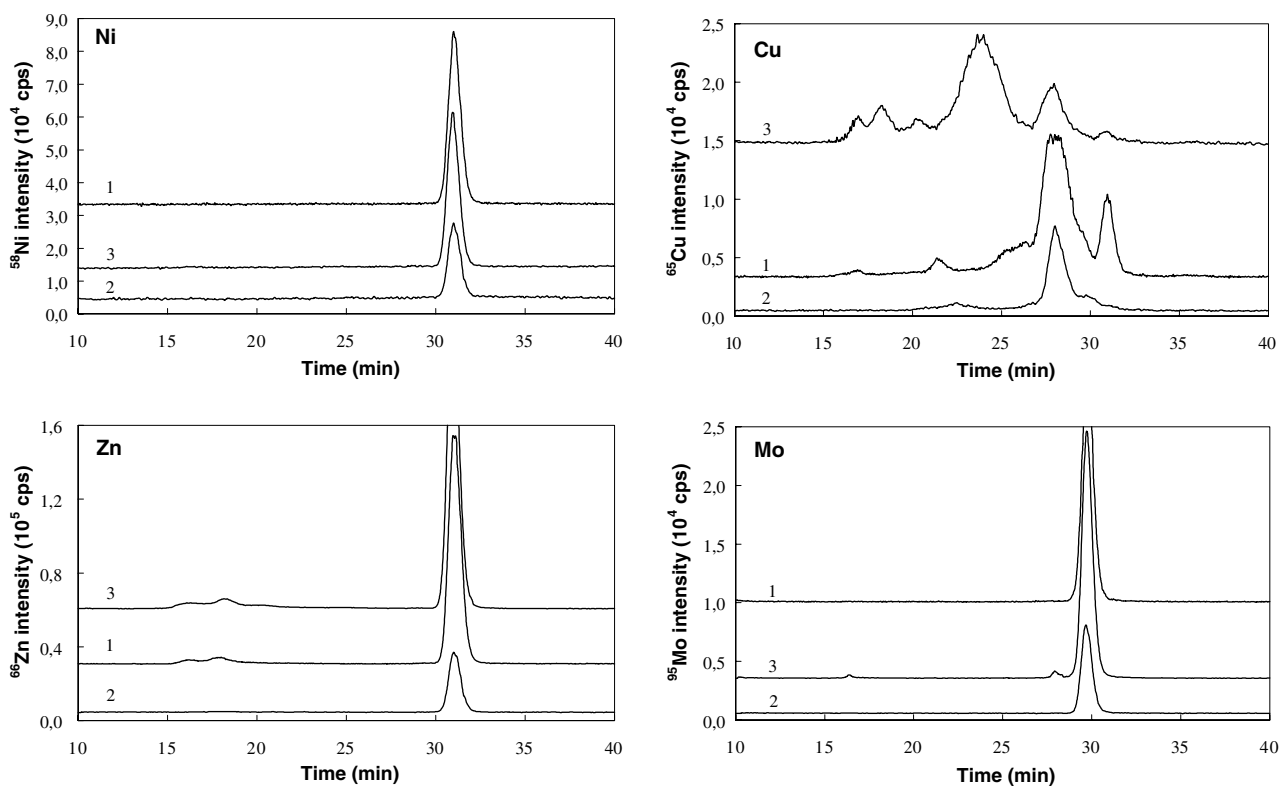 Ni
⁵⁸Ni intensity (10⁴ cps)
9,0
8,0
7,0
6,0
5,0
4,0
3,0
2,0
1,0
0,0
1
3
2
10 15 20 25 30 35 40
Time (min)
Cu
⁶⁵Cu intensity (10⁴ cps)
2,5
2,0
1,5
1,0
0,5
0,0
3
1
2
10 15 20 25 30 35 40
Time (min)
Zn
⁶⁶Zn intensity (10⁵ cps)
1,6
1,2
0,8
0,4
0,0
3
1
2
10 15 20 25 30 35 40
Time (min)
Mo
⁹⁵Mo intensity (10⁴ cps)
2,5
2,0
1,5
1,0
0,5
0,0
1
3
2
10 15 20 25 30 35 40
Time (min)